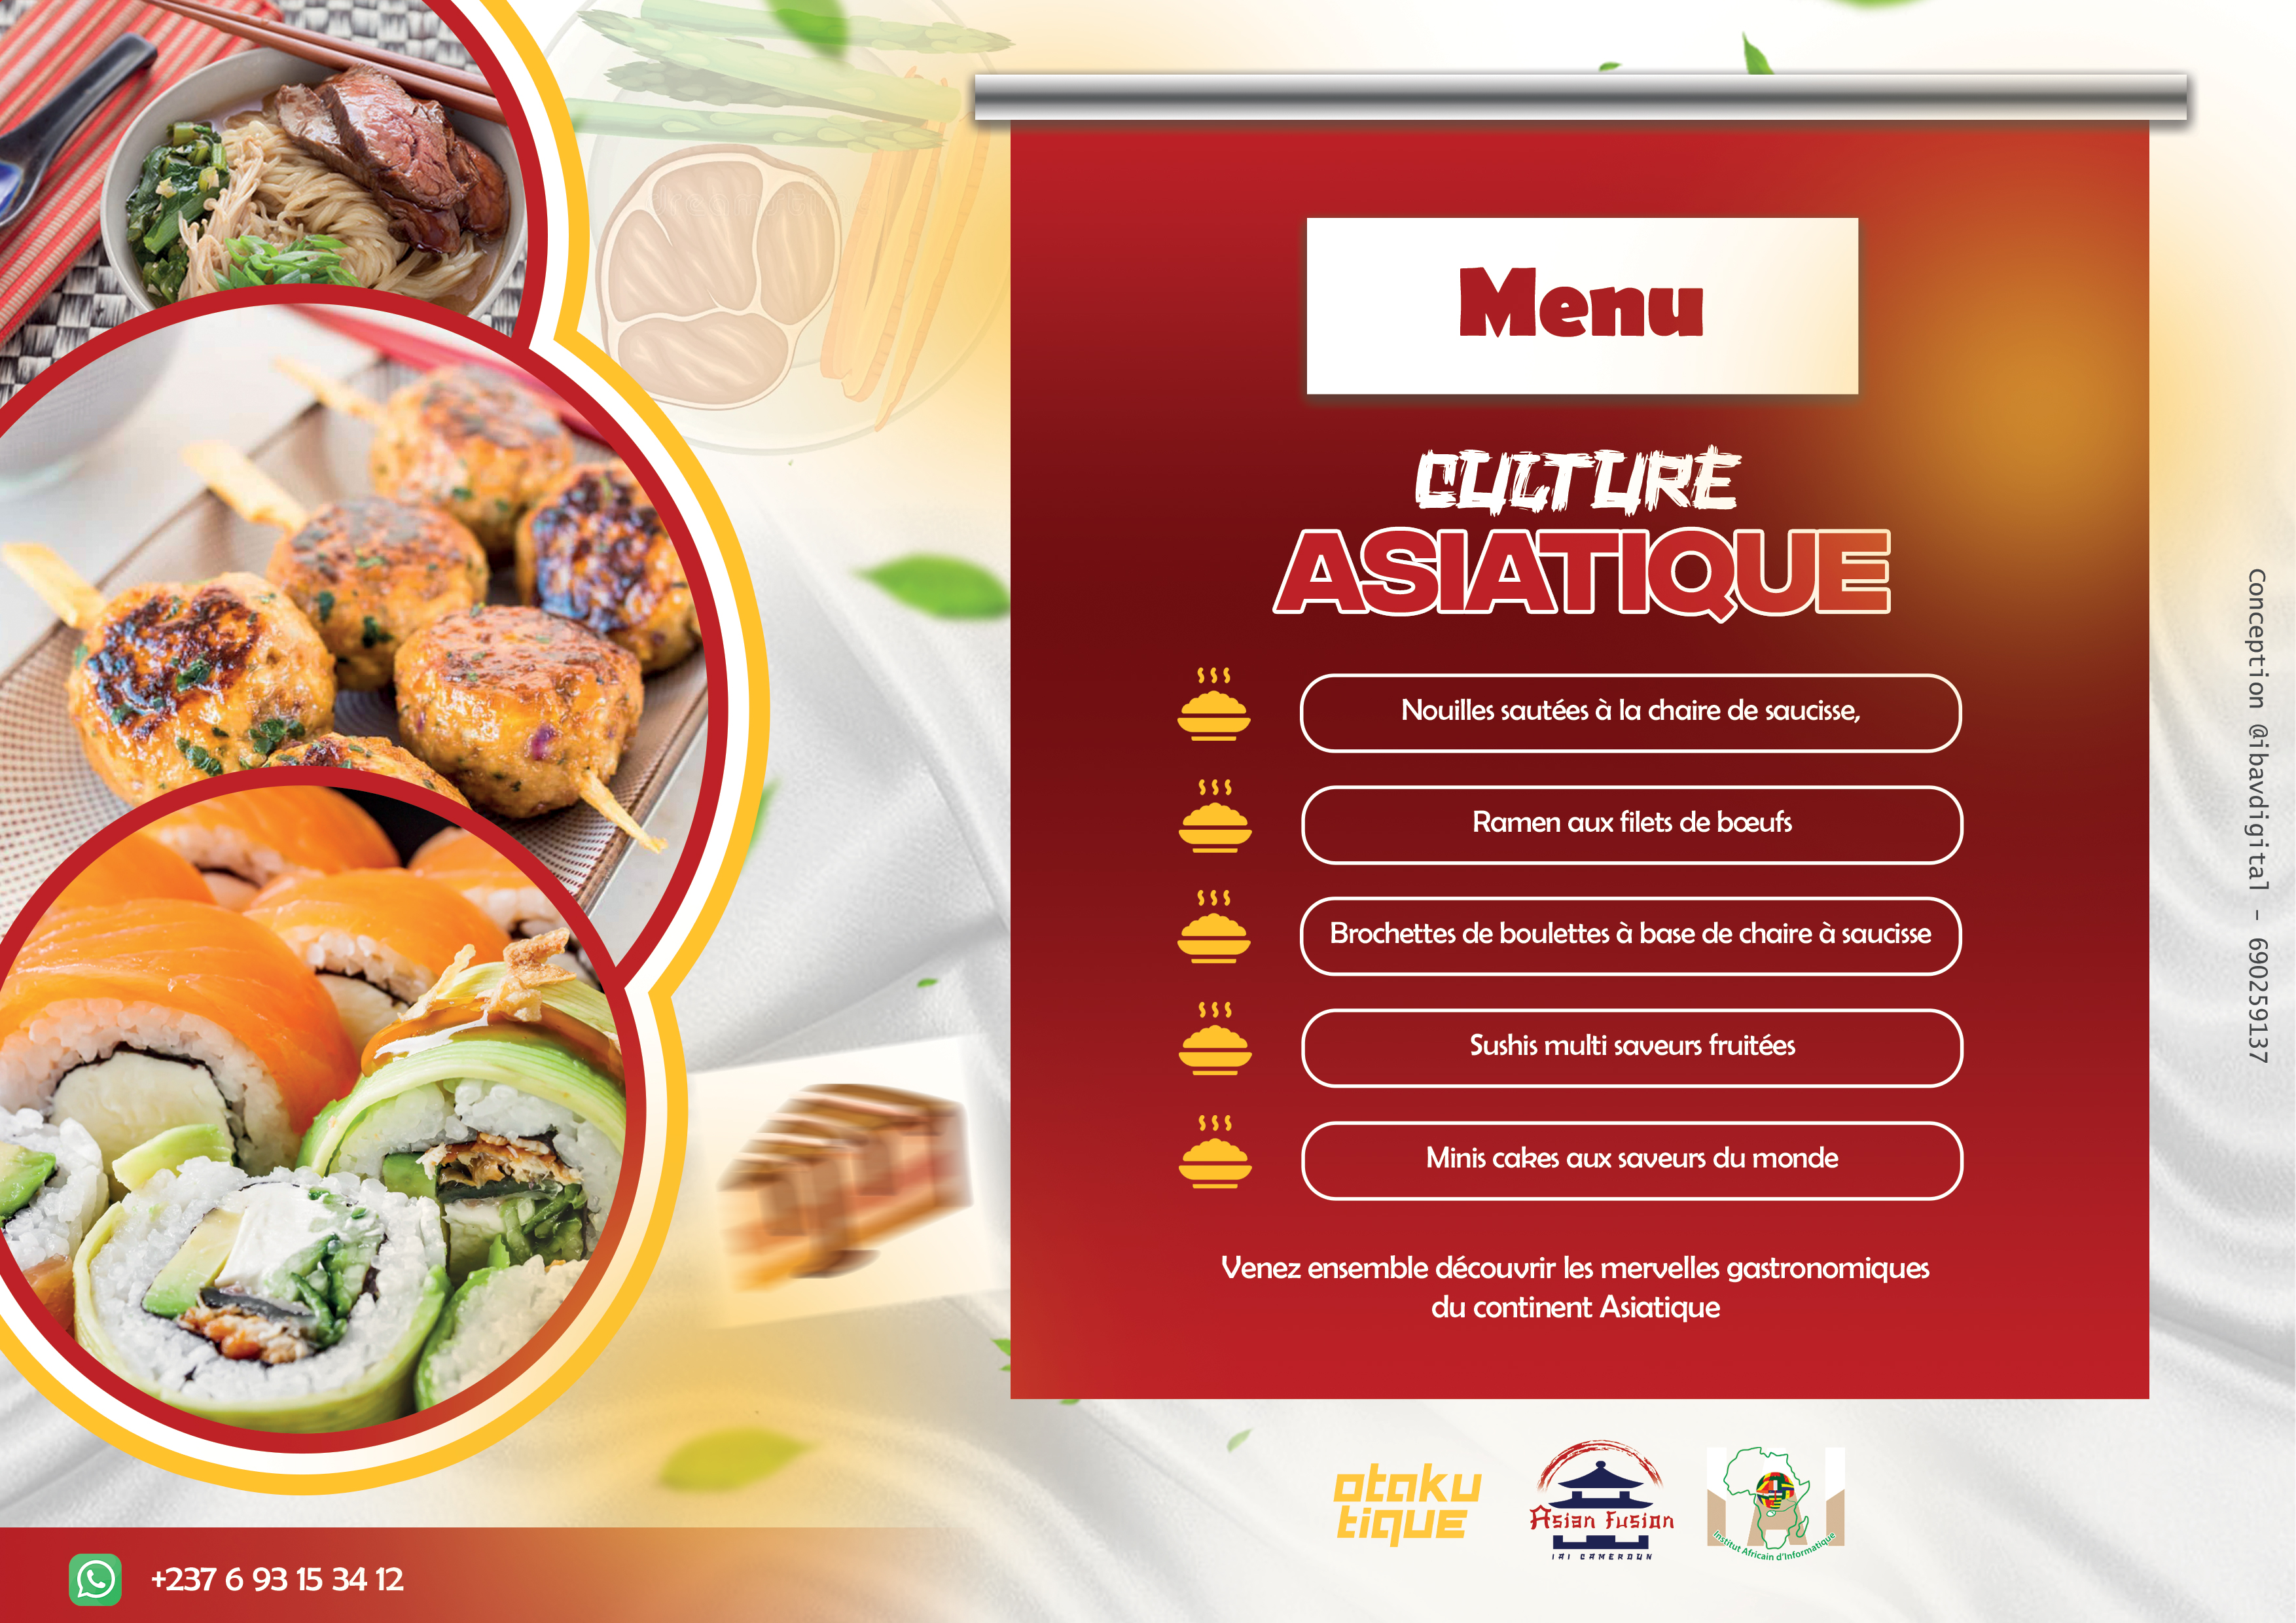 Menu
CULTURE
ASIATIQUE
Nouilles sautées à la chaire de saucisse,
Ramen aux filets de bœufs
Brochettes de boulettes à base de chaire à saucisse
Sushis multi saveurs fruitées
Minis cakes aux saveurs du monde
Venez ensemble découvrir les mervelles gastronomiques
du continent Asiatique
Conception @ibavdigital - 690259137
otaku
tique
Asian Fusion
IAI CAMEROUN
Institut Africain d'Informatique
+237 6 93 15 34 12